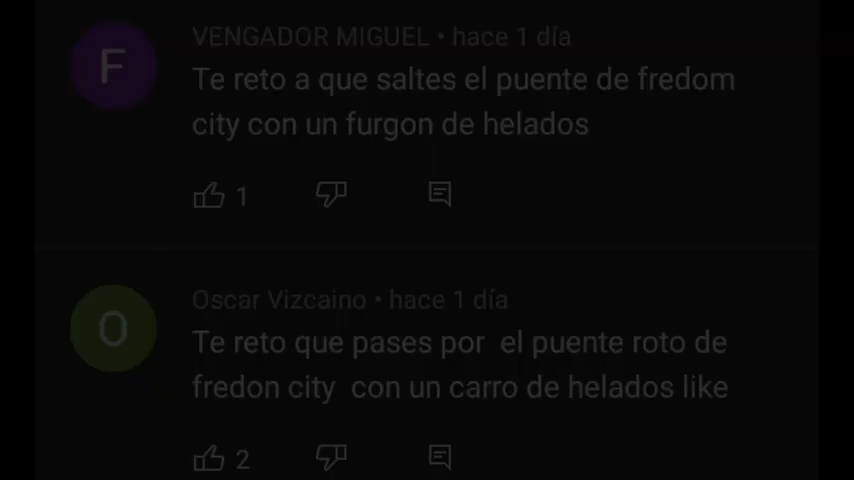 F
VENGADOR MIGUEL • hace 1 día
Te reto a que saltes el puente de fredom
city con un furgon de helados
1
O
Oscar Vizcaino • hace 1 día
Te reto que pases por  el puente roto de
fredon city  con un carro de helados like
2